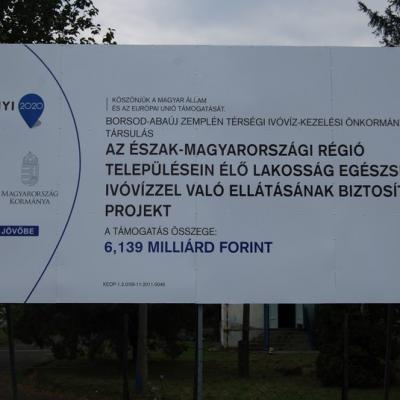 KÖSZÖNJÜK A MAGYAR ÁLLAM
ÉS AZ EURÓPAI UNIÓ TÁMOGATÁSÁT.
BORSOD-ABAÚJ ZEMPLÉN TÉRSÉGI IVÓVÍZ-KEZELÉSI ÖNKORMÁN
TÁRSULÁS
AZ ÉSZAK-MAGYARORSZÁGI RÉGIÓ
TELEPÜLÉSEIN ÉLŐ LAKOSSÁG EGÉSZSÉ
IVÓVÍZZEL VALÓ ELLÁTÁSÁNAK BIZTOSÍT
PROJEKT
A TÁMOGATÁS ÖSSZEGE:
6,139 MILLIÁRD FORINT
NYI 2020
MAGYARORSZÁG
KORMÁNYA
JÖVŐBE